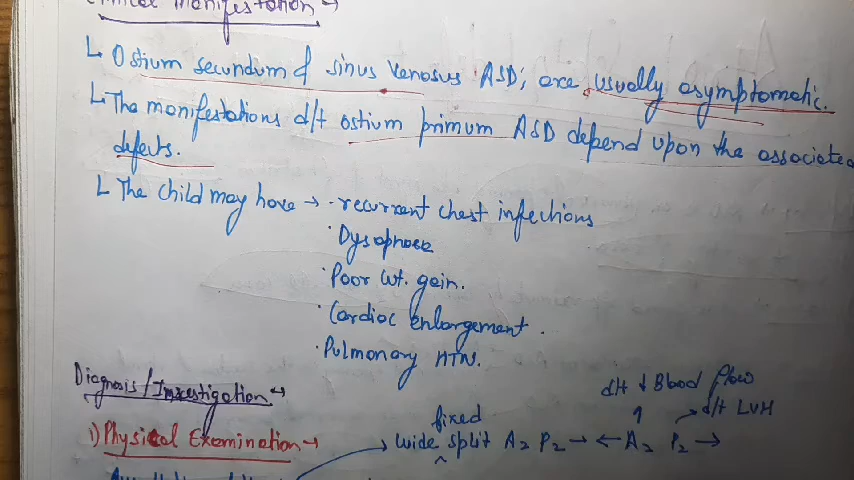 Clinical Manifestation →
Ostium secundum & sinus Venosus ASD; are usually asymptomatic.
The manifestations d/t ostium primum ASD depend upon the associated
defects.
The child may have → · recurrent chest infections
· Dyspnoea
· Poor wt. gain.
· Cardiac enlargement.
· Pulmonary HTN.
Diagnosis/Investigation →
d/t ↓ Blood flow
fixed
↑ → d/t LVH
i) Physical Examination → → wide split A2 P2 → ← A2 P2 →
^